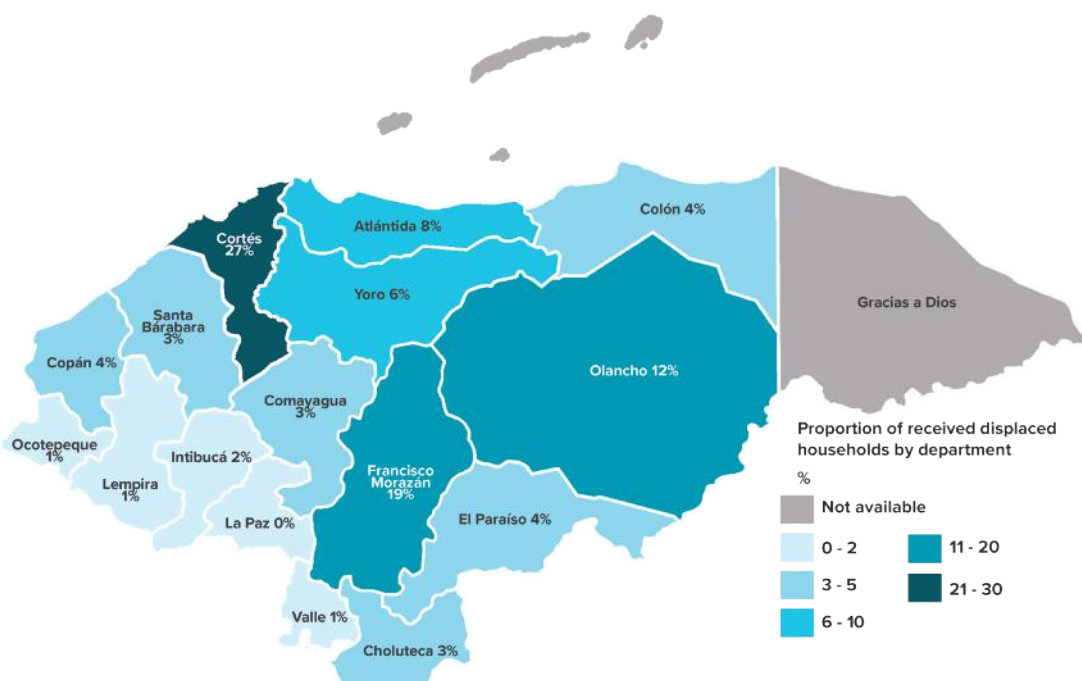 Cortés
27%
Atlántida 8%
Colón 4%
Yoro 6%
Gracias a Dios
Santa
Bárabara
3%
Copán 4%
Olancho 12%
Comayagua
3%
Ocotepeque
1%
Intibucá 2%
Lempira
1%
Francisco
Morazán
19%
La Paz 0%
El Paraíso 4%
Valle 1%
Choluteca 3%
Proportion of received displaced
households by department
%
Not available
0 - 2
3 - 5
6 - 10
11 - 20
21 - 30